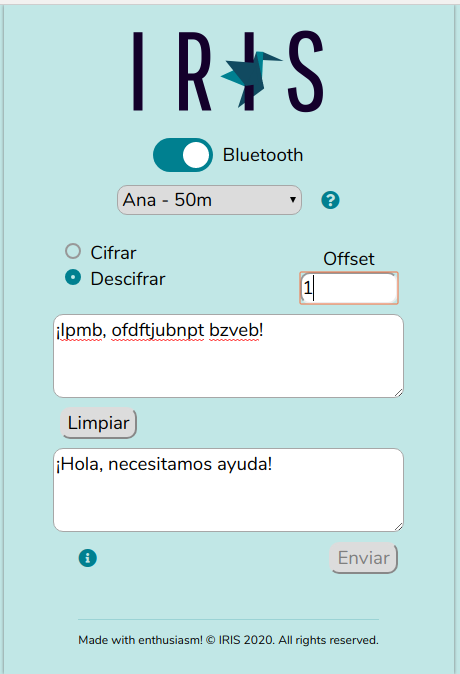 IRIS
Bluetooth
Ana - 50m
?
Cifrar
Descifrar
Offset
1
¡Ipmb, ofdftjubnpt bzveb!
Limpiar
¡Hola, necesitamos ayuda!
i
Enviar
Made with enthusiasm! © IRIS 2020. All rights reserved.